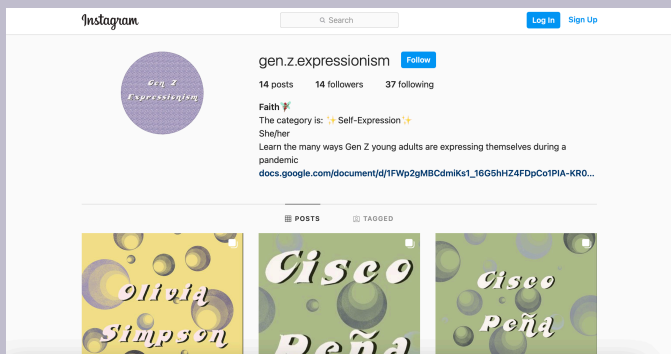 Instagram
Search
Log In
Sign Up
Gen Z
Expressionism
gen.z.expressionism
Follow
14 posts 14 followers 37 following
Faith🧚🏽‍♀️
The category is: ✨Self-Expression✨
She/her
Learn the many ways Gen Z young adults are expressing themselves during a
pandemic
docs.google.com/document/d/1FWp2gMBCdmiKs1_16G5hHZ4FDpCo1PlA-KR0...
POSTS
TAGGED
Olivia
Simpson
Cisco
Peña
Cisco
Peña